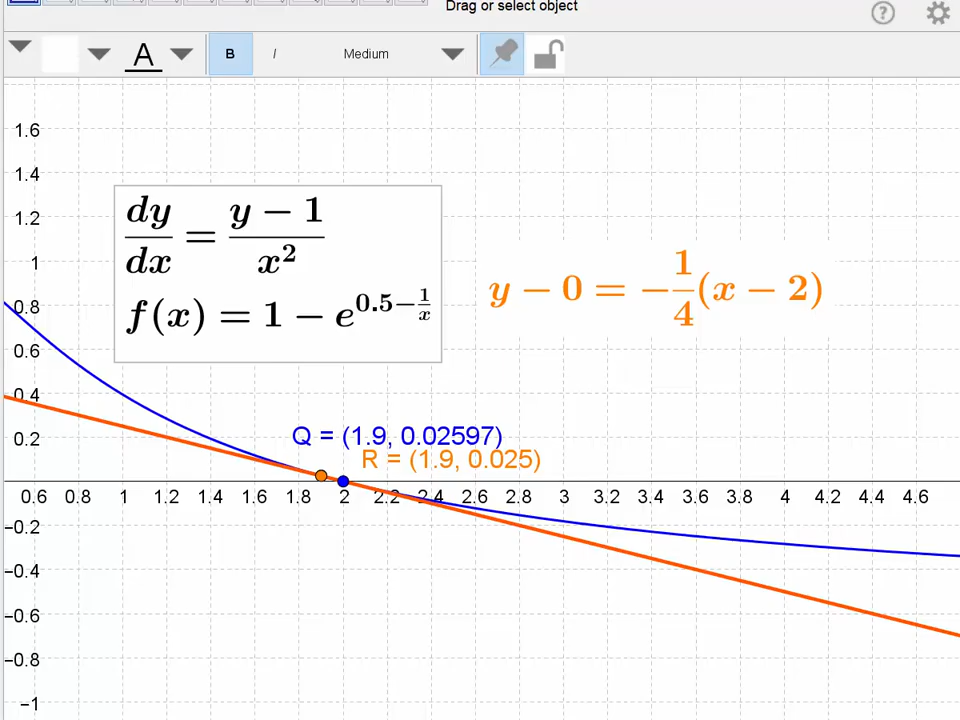 Drag or select object
A B I Medium
1.6
1.4
1.2
1
0.8
0.6
0.4
0.2
dy/dx = (y − 1)/x²
f(x) = 1 − e^(0.5 − 1/x)
y − 0 = −1/4(x − 2)
Q = (1.9, 0.02597)
R = (1.9, 0.025)
0.6 0.8 1 1.2 1.4 1.6 1.8 2 2.2 2.4 2.6 2.8 3 3.2 3.4 3.6 3.8 4 4.2 4.4 4.6
−0.2
−0.4
−0.6
−0.8
−1